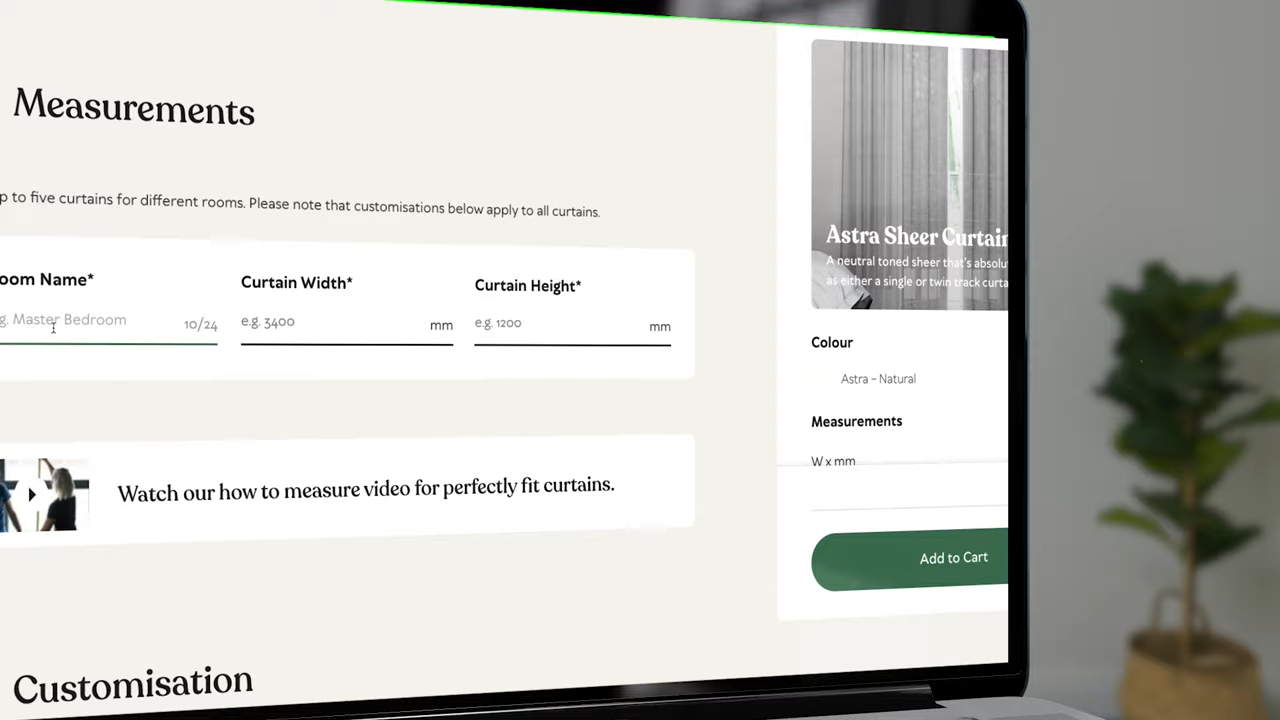 Measurements
p to five curtains for different rooms. Please note that customisations below apply to all curtains.
oom Name*
Curtain Width*
Curtain Height*
g. Master Bedroom
10/24
e.g. 3400
mm
e.g. 1200
mm
Watch our how to measure video for perfectly fit curtains.
Customisation
Astra Sheer Curtain
A neutral toned sheer that's absolu
as either a single or twin track curta
Colour
Astra – Natural
Measurements
W x mm
Add to Cart